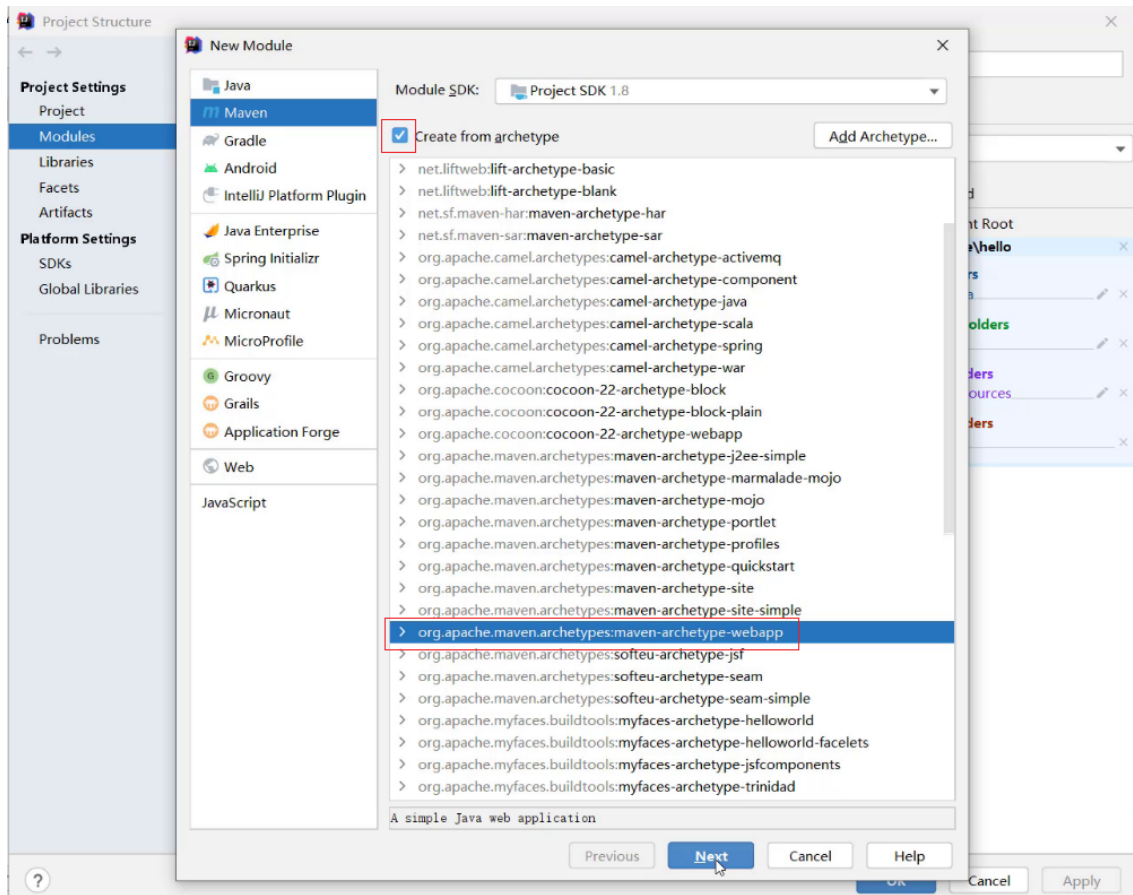 Project Structure
Project Settings
Project
Modules
Libraries
Facets
Artifacts
Platform Settings
SDKs
Global Libraries
Problems
New Module
Java
Maven
Gradle
Android
IntelliJ Platform Plugin
Java Enterprise
Spring Initializr
Quarkus
Micronaut
MicroProfile
Groovy
Grails
Application Forge
Web
JavaScript
Module SDK: Project SDK 1.8
Create from archetype Add Archetype...
net.liftweb:lift-archetype-basic
net.liftweb:lift-archetype-blank
net.sf.maven-har:maven-archetype-har
net.sf.maven-sar:maven-archetype-sar
org.apache.camel.archetypes:camel-archetype-activemq
org.apache.camel.archetypes:camel-archetype-component
org.apache.camel.archetypes:camel-archetype-java
org.apache.camel.archetypes:camel-archetype-scala
org.apache.camel.archetypes:camel-archetype-spring
org.apache.camel.archetypes:camel-archetype-war
org.apache.cocoon:cocoon-22-archetype-block
org.apache.cocoon:cocoon-22-archetype-block-plain
org.apache.cocoon:cocoon-22-archetype-webapp
org.apache.maven.archetypes:maven-archetype-j2ee-simple
org.apache.maven.archetypes:maven-archetype-marmalade-mojo
org.apache.maven.archetypes:maven-archetype-mojo
org.apache.maven.archetypes:maven-archetype-portlet
org.apache.maven.archetypes:maven-archetype-profiles
org.apache.maven.archetypes:maven-archetype-quickstart
org.apache.maven.archetypes:maven-archetype-site
org.apache.maven.archetypes:maven-archetype-site-simple
org.apache.maven.archetypes:maven-archetype-webapp
org.apache.maven.archetypes:softeu-archetype-jsf
org.apache.maven.archetypes:softeu-archetype-seam
org.apache.maven.archetypes:softeu-archetype-seam-simple
org.apache.myfaces.buildtools:myfaces-archetype-helloworld
org.apache.myfaces.buildtools:myfaces-archetype-helloworld-facelets
org.apache.myfaces.buildtools:myfaces-archetype-jsfcomponents
org.apache.myfaces.buildtools:myfaces-archetype-trinidad
A simple Java web application
Previous Next Cancel Help
nt Root
e\hello
rs
a
olders
ders
ources
ders
? OK Cancel Apply